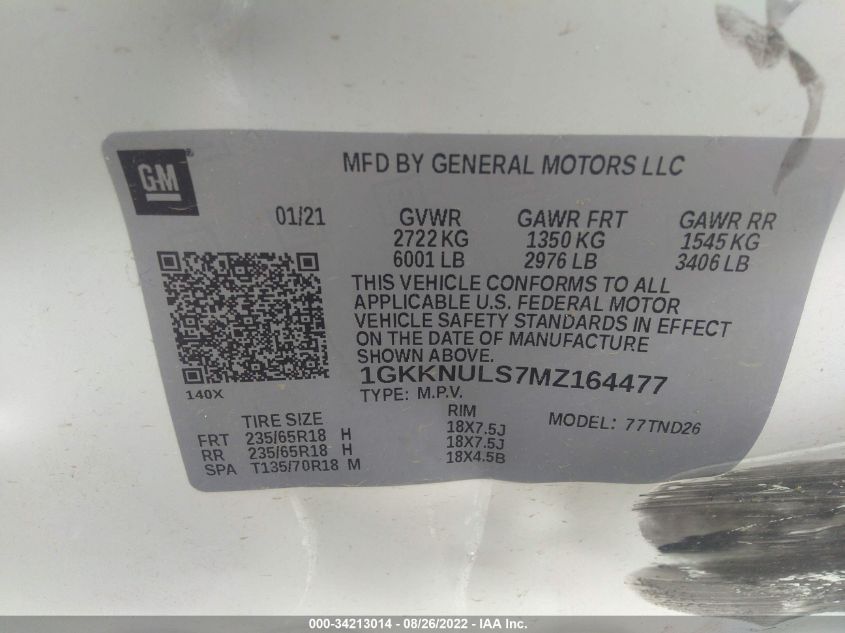 GM
MFD BY GENERAL MOTORS LLC
01/21 GVWR GAWR FRT GAWR RR
2722 KG 1350 KG 1545 KG
6001 LB 2976 LB 3406 LB
THIS VEHICLE CONFORMS TO ALL
APPLICABLE U.S. FEDERAL MOTOR
VEHICLE SAFETY STANDARDS IN EFFECT
ON THE DATE OF MANUFACTURE
SHOWN ABOVE.
1GKKNULS7MZ164477
140X
TYPE: M.P.V.
TIRE SIZE RIM MODEL: 77TND26
FRT 235/65R18 H 18X7.5J
RR 235/65R18 H 18X7.5J
SPA T135/70R18 M 18X4.5B
000-34213014 - 08/26/2022 - IAA Inc.